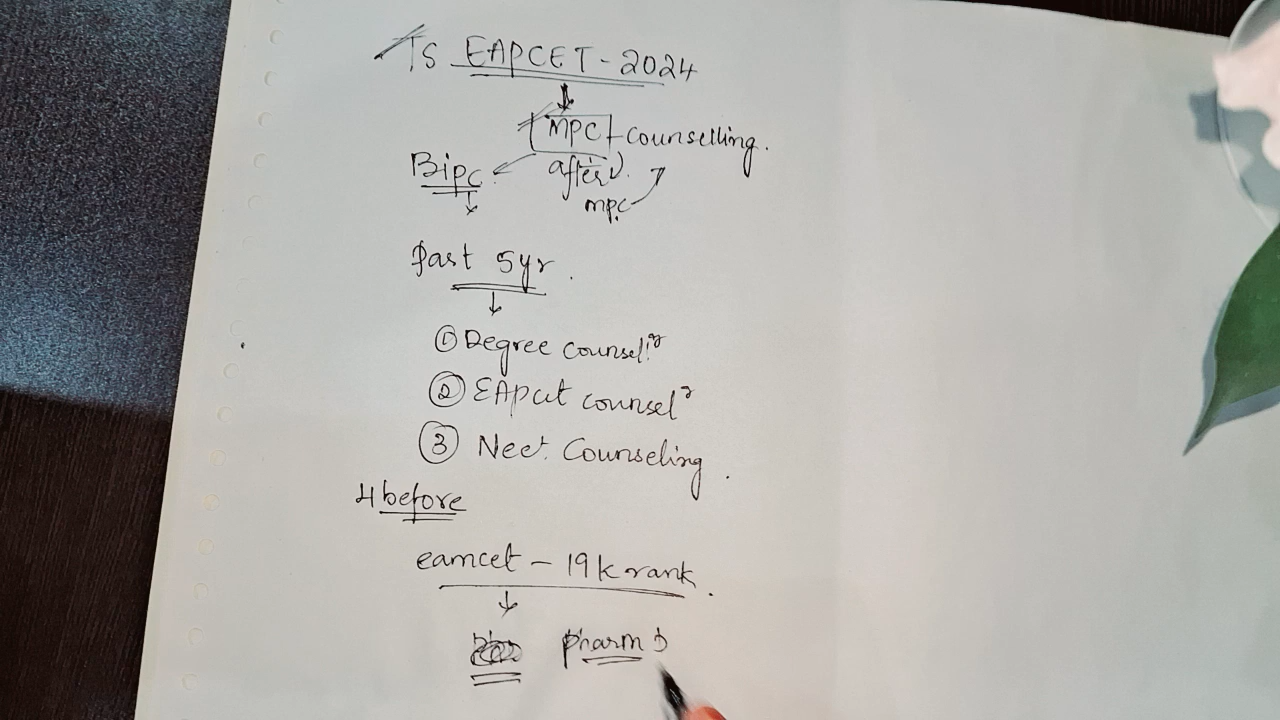 TS EAPCET - 2024
MPC counselling.
Bipc. after
mpc
Past 5yr.
① Degree counsel
② EAPcet counsel
③ Neet. Counseling.
4 before
eamcet - 19k rank.
Pharm D